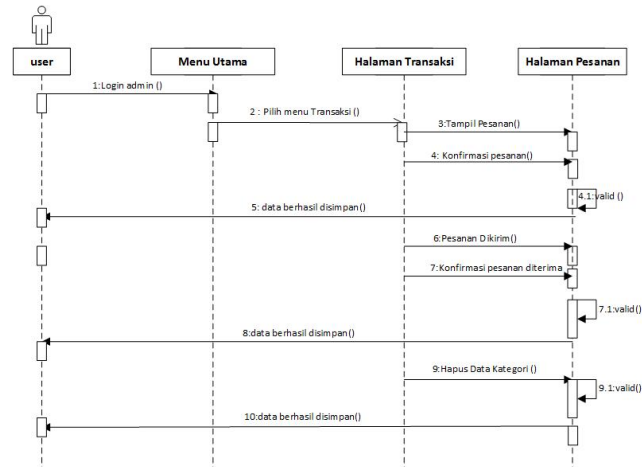 user
Menu Utama
Halaman Transaksi
Halaman Pesanan
1:Login admin ()
2 : Pilih menu Transaksi ()
3:Tampil Pesanan()
4: Konfirmasi pesanan()
4.1:valid ()
5: data berhasil disimpan()
6:Pesanan Dikirim()
7:Konfirmasi pesanan diterima
7.1:valid()
8:data berhasil disimpan()
9:Hapus Data Kategori ()
9.1:valid()
10:data berhasil disimpan()